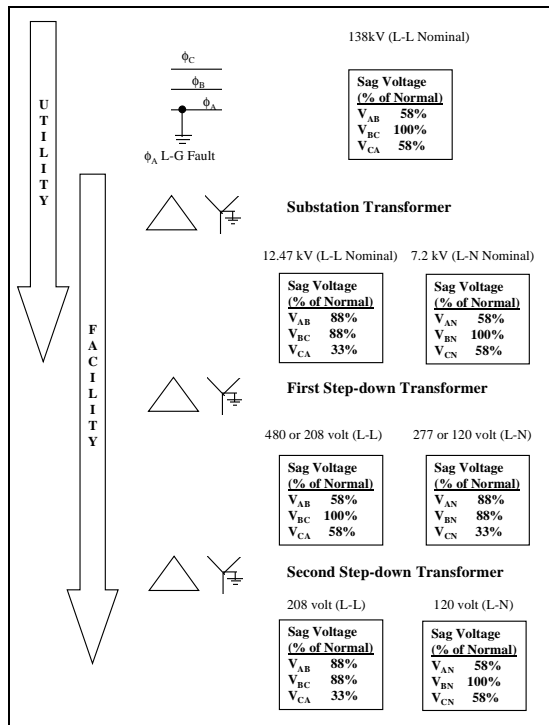 138kV (L-L Nominal)
ϕC
ϕB
ϕA
ϕA L-G Fault
Sag Voltage
(% of Normal)
VAB 58%
VBC 100%
VCA 58%
UTILITY
Substation Transformer
12.47 kV (L-L Nominal)
7.2 kV (L-N Nominal)
Sag Voltage
(% of Normal)
VAB 88%
VBC 88%
VCA 33%
Sag Voltage
(% of Normal)
VAN 58%
VBN 100%
VCN 58%
FACILITY
First Step-down Transformer
480 or 208 volt (L-L)
277 or 120 volt (L-N)
Sag Voltage
(% of Normal)
VAB 58%
VBC 100%
VCA 58%
Sag Voltage
(% of Normal)
VAN 88%
VBN 88%
VCN 33%
Second Step-down Transformer
208 volt (L-L)
120 volt (L-N)
Sag Voltage
(% of Normal)
VAB 88%
VBC 88%
VCA 33%
Sag Voltage
(% of Normal)
VAN 58%
VBN 100%
VCN 58%